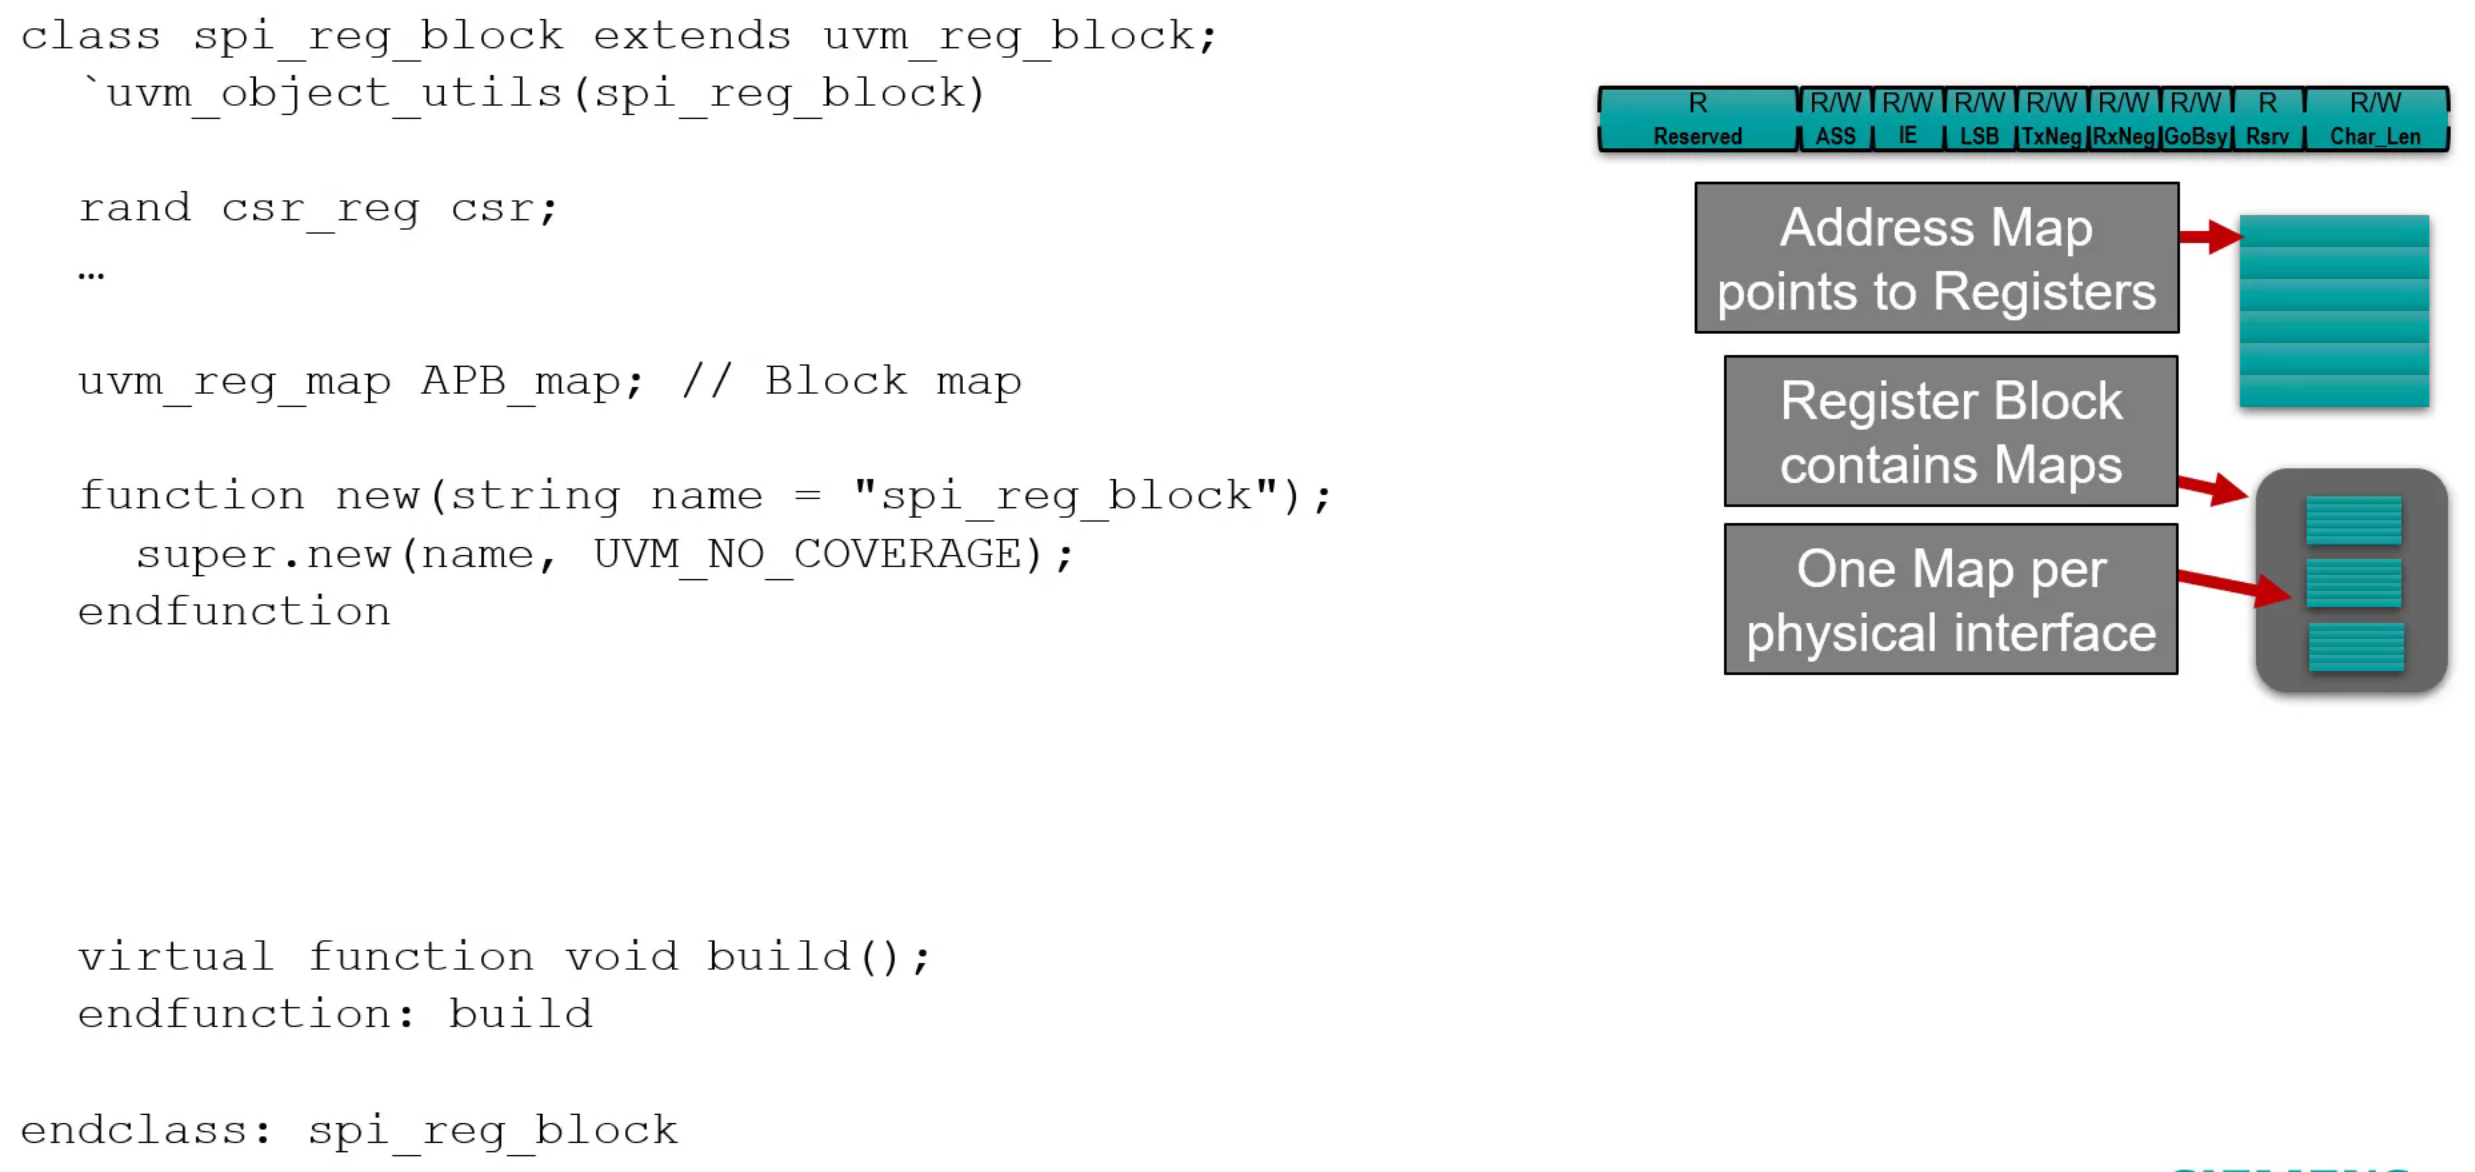 class spi_reg_block extends uvm_reg_block;
`uvm_object_utils(spi_reg_block)
rand csr_reg csr;
…
uvm_reg_map APB_map; // Block map
function new(string name = "spi_reg_block");
super.new(name, UVM_NO_COVERAGE);
endfunction
virtual function void build();
endfunction: build
endclass: spi_reg_block
R R/W R/W R/W R/W R/W R/W R R/W
Reserved ASS IE LSB TxNeg RxNeg GoBsy Rsrv Char_Len
Address Map
points to Registers
Register Block
contains Maps
One Map per
physical interface